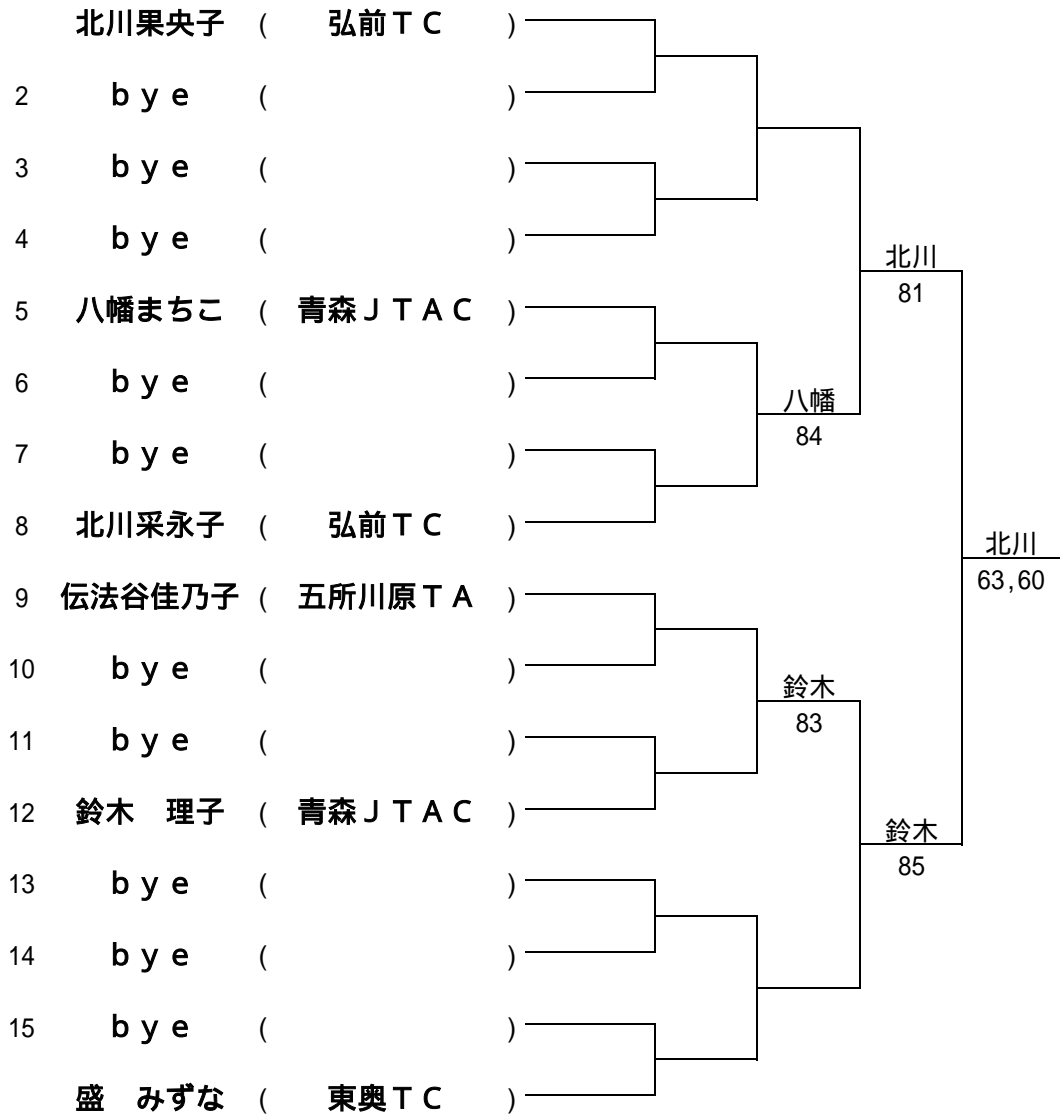 北川果央子 ( 弘前ＴＣ )
2 ｂｙｅ ( )
3 ｂｙｅ ( )
4 ｂｙｅ ( )
北川
81
5 八幡まちこ ( 青森ＪＴＡＣ )
6 ｂｙｅ ( )
八幡
84
7 ｂｙｅ ( )
8 北川采永子 ( 弘前ＴＣ )
北川
63,60
9 伝法谷佳乃子 ( 五所川原ＴＡ )
10 ｂｙｅ ( )
鈴木
83
11 ｂｙｅ ( )
12 鈴木　理子 ( 青森ＪＴＡＣ )
鈴木
85
13 ｂｙｅ ( )
14 ｂｙｅ ( )
15 ｂｙｅ ( )
盛　みずな ( 東奥ＴＣ )